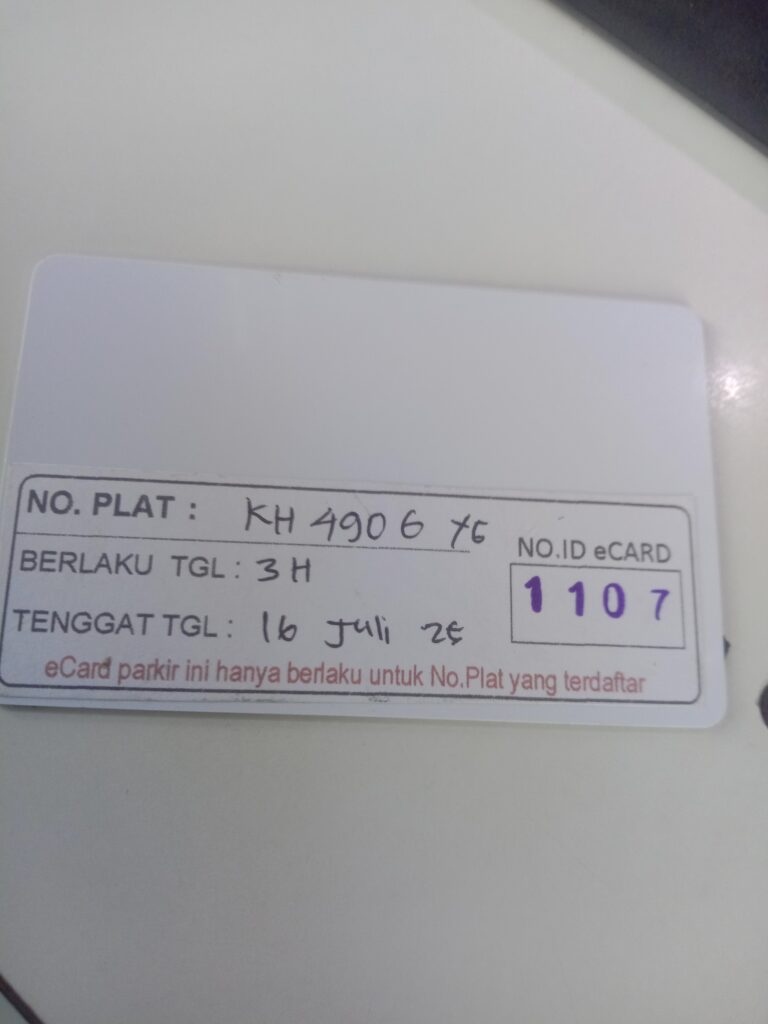 NO. PLAT : KH 4906 YG
BERLAKU TGL : 3 H
TENGGAT TGL : 16 Juli 25
NO.ID eCARD
1107
eCard parkir ini hanya berlaku untuk No.Plat yang terdaftar